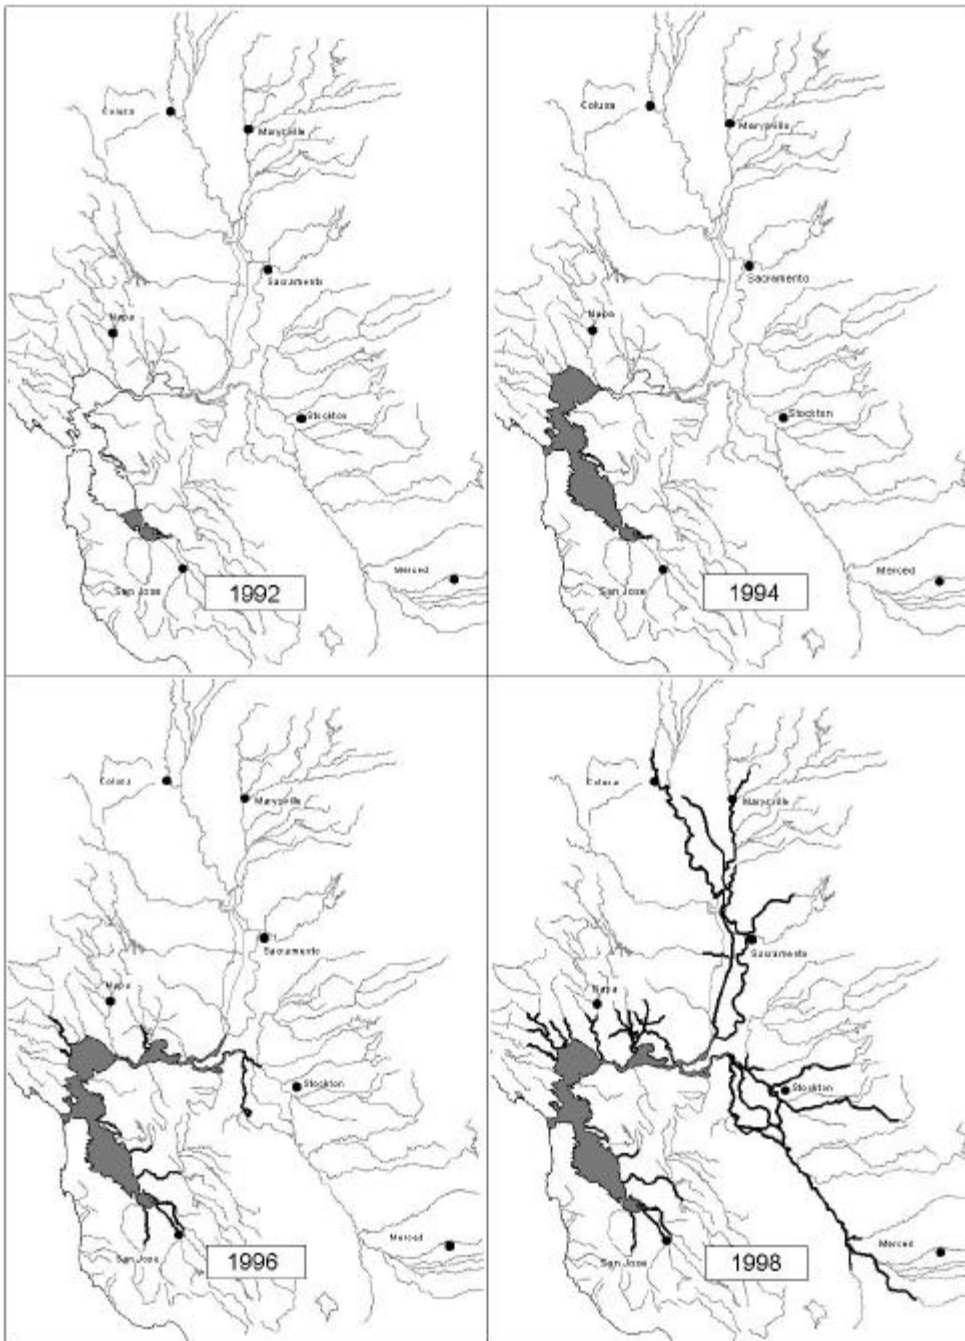 Colusa
Marysville
Sacramento
Napa
Stockton
Merced
San Jose
1992
Colusa
Marysville
Sacramento
Napa
Stockton
Merced
San Jose
1994
Colusa
Marysville
Sacramento
Napa
Stockton
Merced
San Jose
1996
Colusa
Marysville
Sacramento
Napa
Stockton
Merced
San Jose
1998